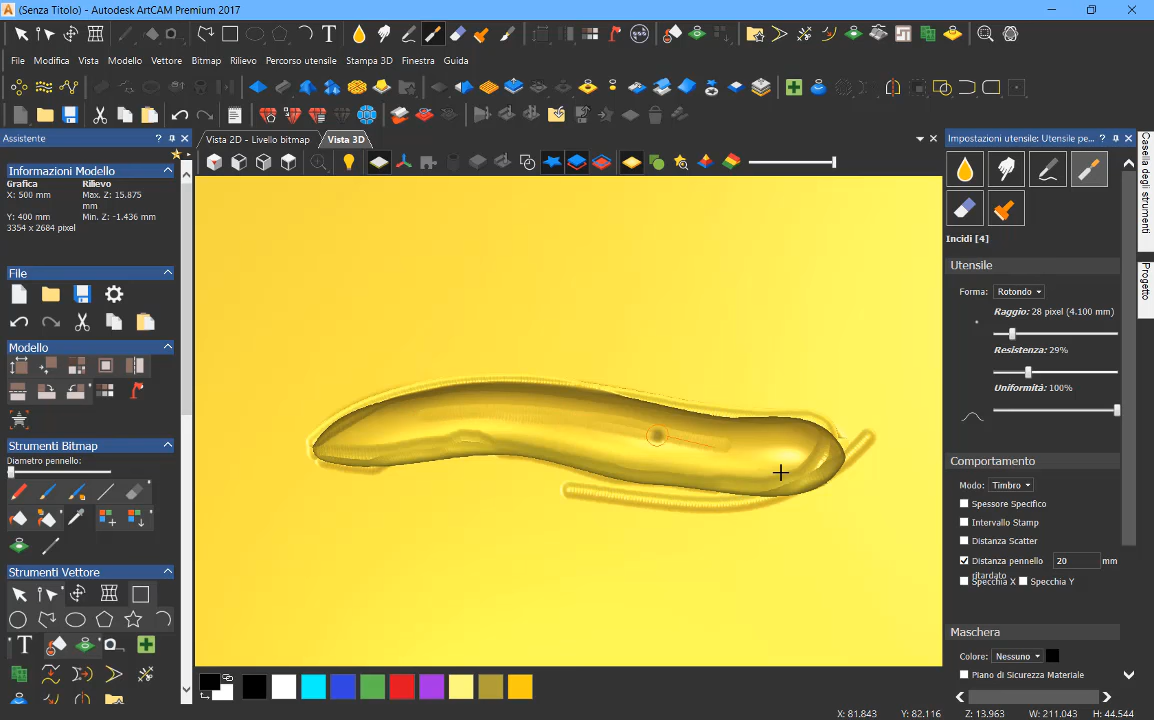 (Senza Titolo) - Autodesk ArtCAM Premium 2017
File Modifica Vista Modello Vettore Bitmap Rilievo Percorso utensile Stampa 3D Finestra Guida
Assistente
Vista 2D - Livello bitmap
Vista 3D
Impostazioni utensile: Utensile pe...
Casella degli strumenti
Progetto
Informazioni Modello
Grafica
Rilievo
X: 500 mm
Max. Z: 15.875
mm
Y: 400 mm
Min. Z: -1.436 mm
3354 x 2684 pixel
File
Modello
Strumenti Bitmap
Diametro pennello:
Strumenti Vettore
Incidi [4]
Utensile
Forma: Rotondo
Raggio: 28 pixel (4.100 mm)
Resistenza: 29%
Uniformità: 100%
Comportamento
Modo: Timbro
Spessore Specifico
Intervallo Stamp
Distanza Scatter
Distanza pennello 20 mm
ritardato
Specchia X Specchia Y
Maschera
Colore: Nessuno
Piano di Sicurezza Materiale
X: 81.843 Y: 82.116 Z: 13.963 W: 211.043 H: 44.544